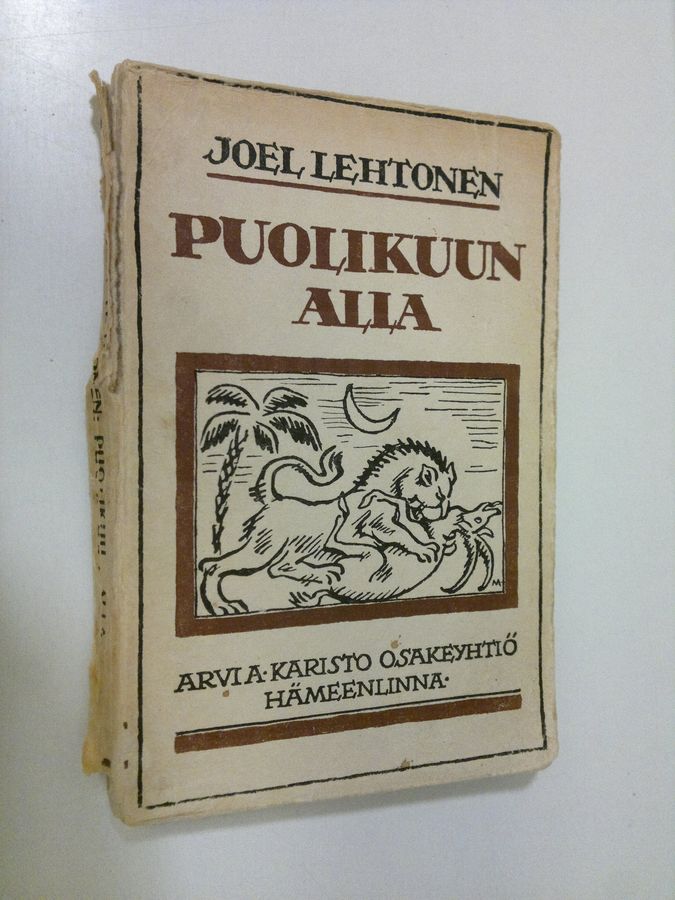 JOEL LEHTONEN
PUOLIKUUN
ALLA
M
ARVI A. KARISTO OSAKEYHTIÖ
HÄMEENLINNA.